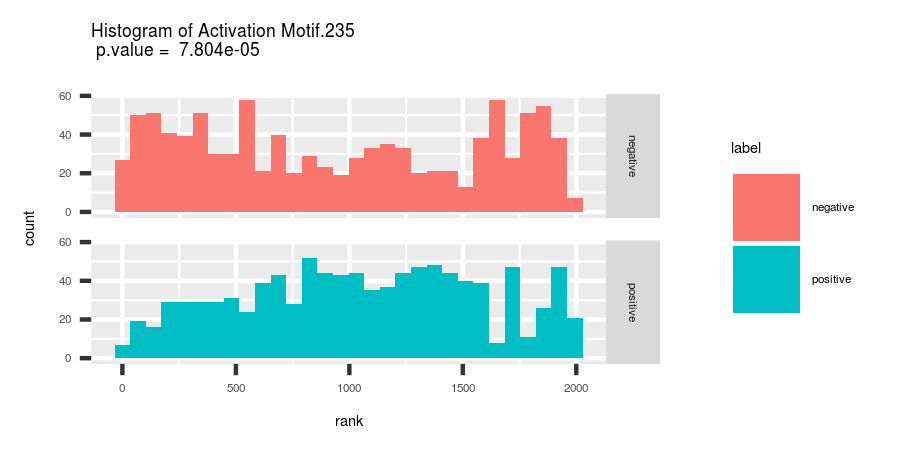 Histogram of Activation Motif.235
p.value = 7.804e-05
count
60
40
20
0
negative
60
40
20
0
positive
0 500 1000 1500 2000
rank
label
negative
positive